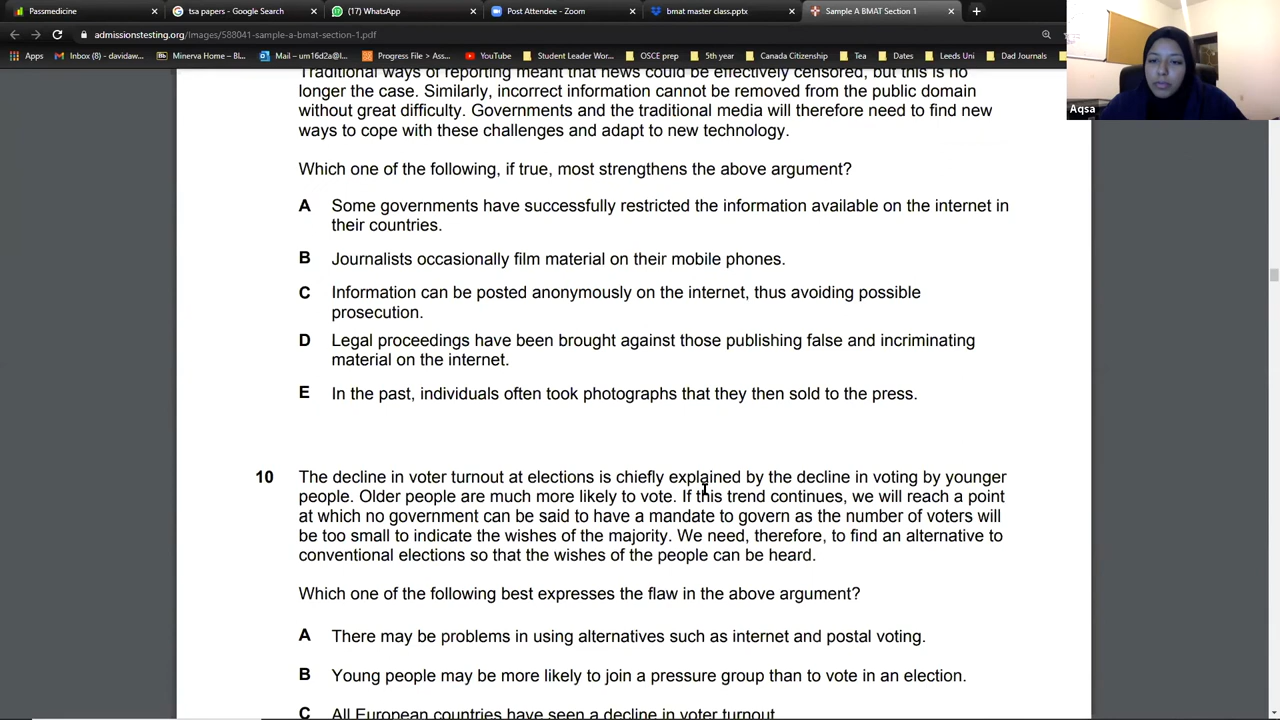 Passmedicine
tsa papers - Google Search
(17) WhatsApp
Post Attendee - Zoom
bmat master class.pptx
Sample A BMAT Section 1
admissionstesting.org/Images/588041-sample-a-bmat-section-1.pdf
Apps
Inbox (8) - davidaw...
Minerva Home – Bl...
Mail – um16d2a@l...
Progress File > Ass...
YouTube
Student Leader Wor...
OSCE prep
5th year
Canada Citizenship
Tea
Dates
Leeds Uni
Dad Journals
Aqsa
Traditional ways of reporting meant that news could be effectively censored, but this is no
longer the case. Similarly, incorrect information cannot be removed from the public domain
without great difficulty. Governments and the traditional media will therefore need to find new
ways to cope with these challenges and adapt to new technology.
Which one of the following, if true, most strengthens the above argument?
A Some governments have successfully restricted the information available on the internet in
their countries.
B Journalists occasionally film material on their mobile phones.
C Information can be posted anonymously on the internet, thus avoiding possible
prosecution.
D Legal proceedings have been brought against those publishing false and incriminating
material on the internet.
E In the past, individuals often took photographs that they then sold to the press.
10 The decline in voter turnout at elections is chiefly explained by the decline in voting by younger
people. Older people are much more likely to vote. If this trend continues, we will reach a point
at which no government can be said to have a mandate to govern as the number of voters will
be too small to indicate the wishes of the majority. We need, therefore, to find an alternative to
conventional elections so that the wishes of the people can be heard.
Which one of the following best expresses the flaw in the above argument?
A There may be problems in using alternatives such as internet and postal voting.
B Young people may be more likely to join a pressure group than to vote in an election.
C All European countries have seen a decline in voter turnout